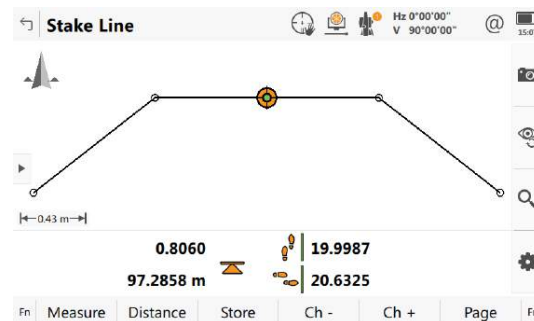 Stake Line
Hz 0°00'00"
V 90°00'00"
@
0.43 m
0.8060
19.9987
97.2858 m
20.6325
Fn Measure Distance Store Ch - Ch + Page